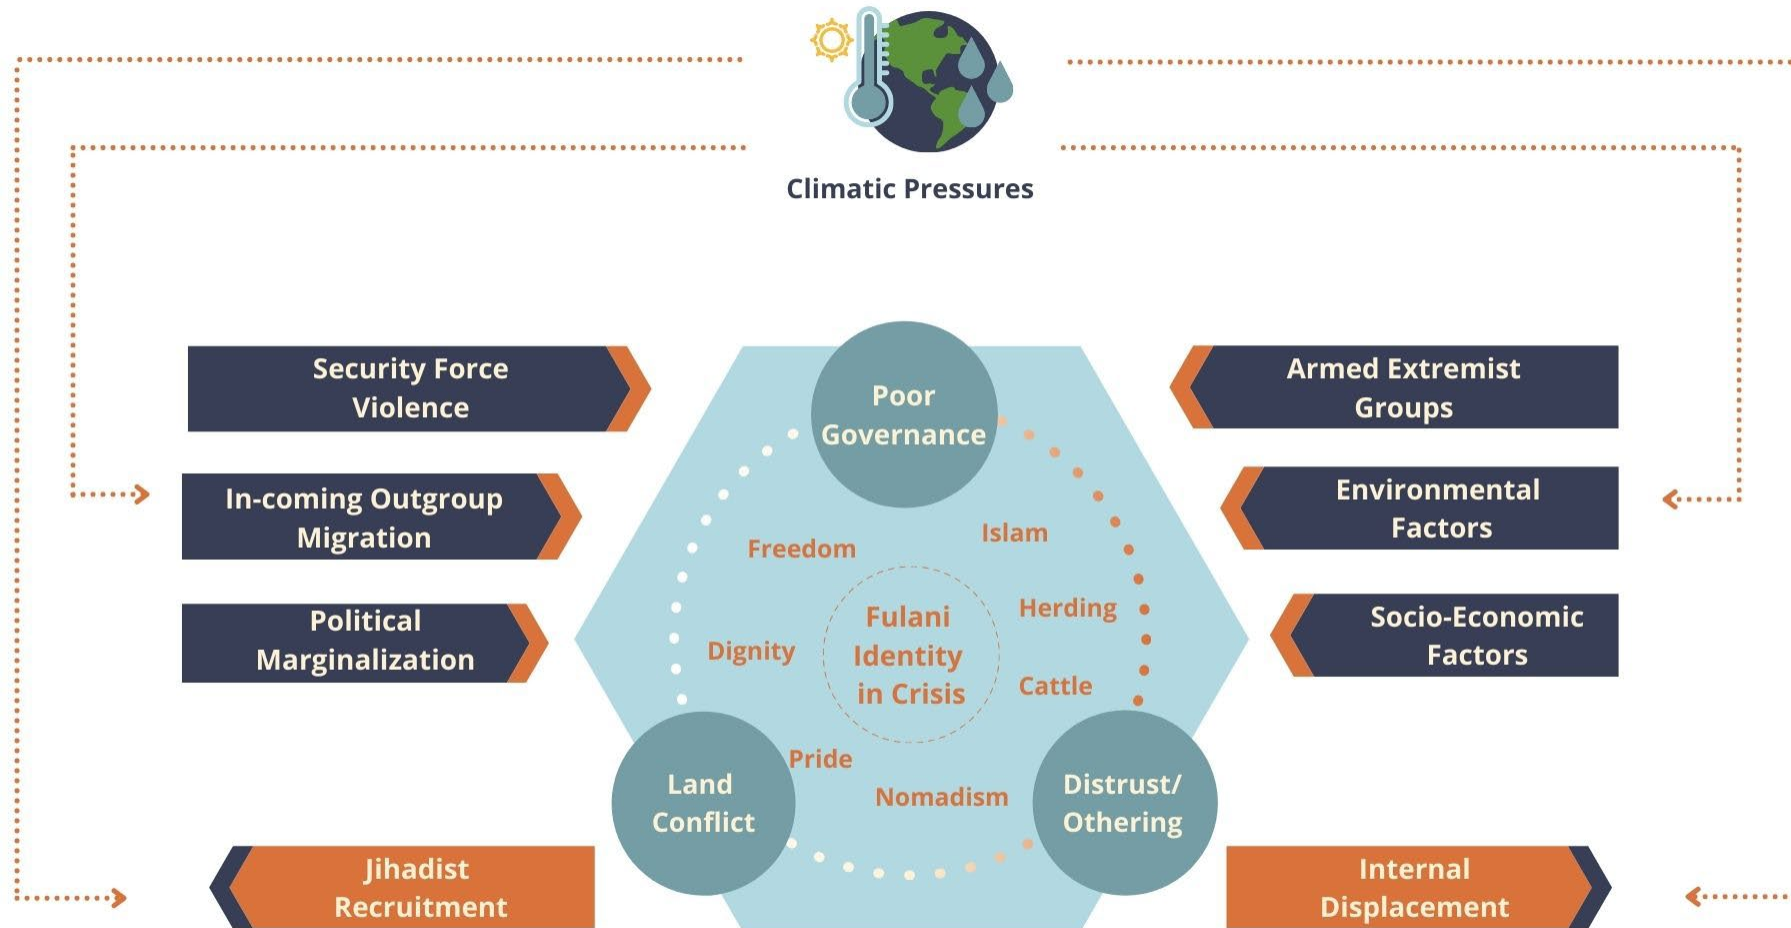 Climatic Pressures
Security Force
Violence
In-coming Outgroup
Migration
Political
Marginalization
Poor
Governance
Freedom
Islam
Fulani
Identity
in Crisis
Herding
Dignity
Cattle
Pride
Nomadism
Land
Conflict
Distrust/
Othering
Armed Extremist
Groups
Environmental
Factors
Socio-Economic
Factors
Jihadist
Recruitment
Internal
Displacement